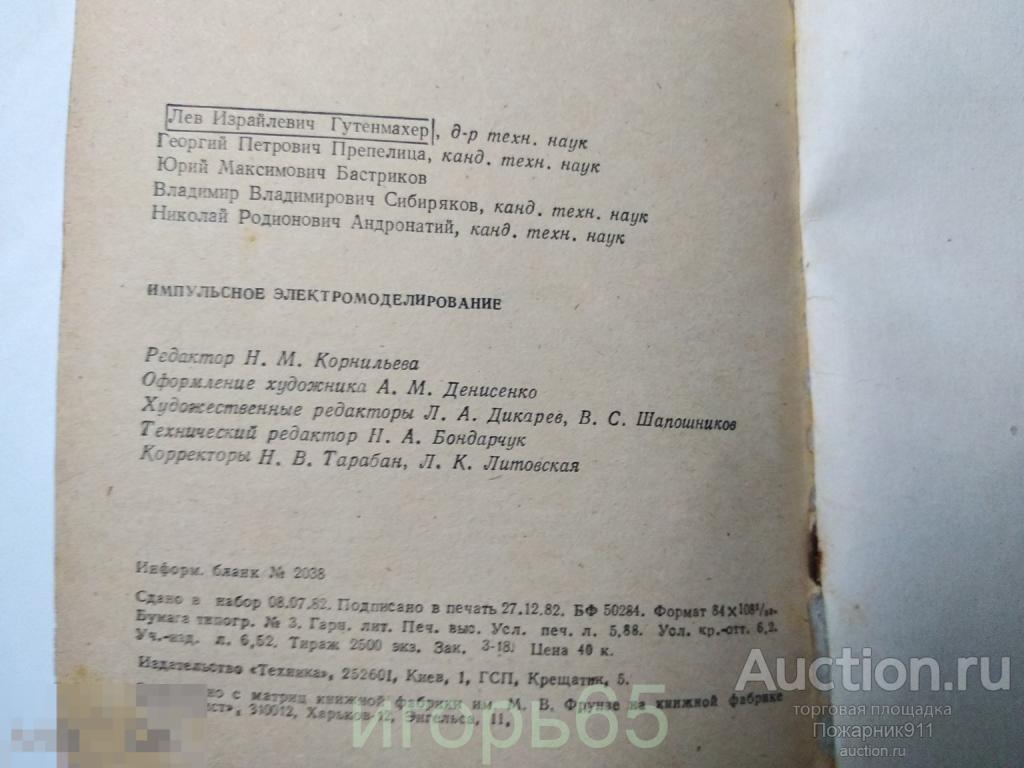 Лев Израйлевич Гутенмахер, д-р техн. наук
Георгий Петрович Препелица, канд. техн. наук
Юрий Максимович Бастриков
Владимир Владимирович Сибиряков, канд. техн. наук
Николай Родионович Андронатий, канд. техн. наук
ИМПУЛЬСНОЕ ЭЛЕКТРОМОДЕЛИРОВАНИЕ
Редактор Н. М. Корнильева
Оформление художника А. М. Денисенко
Художественные редакторы Л. А. Дикарев, В. С. Шапошников
Технический редактор Н. А. Бондарчук
Корректоры Н. В. Тарабан, Л. К. Литовская
Информ. бланк № 2038
Сдано в набор 08.07.82. Подписано в печать 27.12.82. БФ 50284. Формат 84×108¹/₃₂.
Бумага типогр. № 3. Гарн. лит. Печ. выс. Усл. печ. л. 5,88. Усл. кр.-отт. 6,2.
Уч.-изд. л. 6,52. Тираж 2500 экз. Зак. 3-18. Цена 40 к.
Издательство «Техника», 252601, Киев, 1, ГСП, Крещатик, 5.
с матриц книжной фабрики им. М. В. Фрунзе на книжной фабрике
310012, Харьков-12, Энгельса, 11,
игорь65
Auction.ru
торговая площадка
Пожарник911
auction.ru